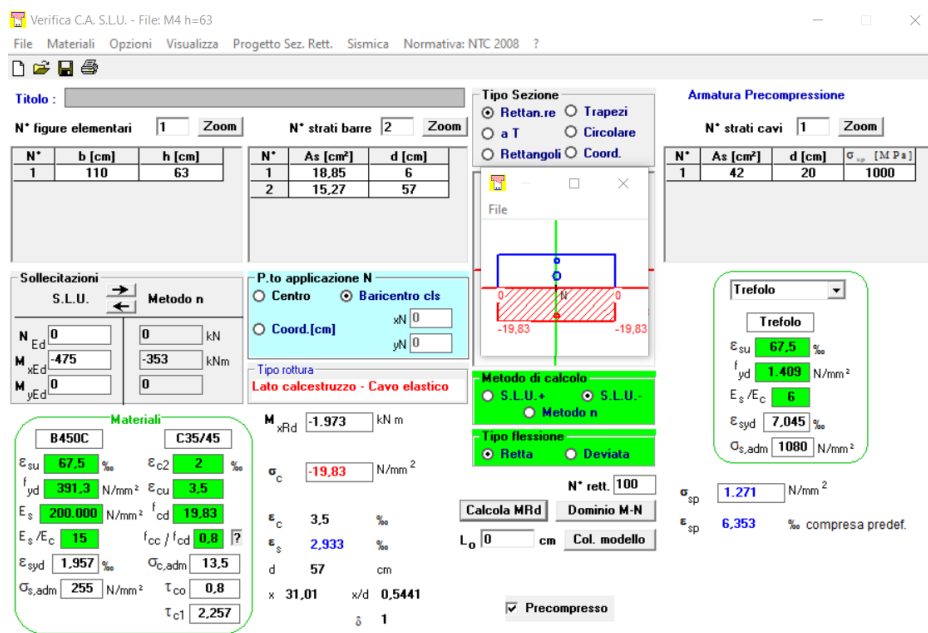 Verifica C.A. S.L.U. - File: M4 h=63
File Materiali Opzioni Visualizza Progetto Sez. Rett. Sismica Normativa: NTC 2008 ?
Titolo :
N° figure elementari 1 Zoom
N° b [cm] h [cm]
1 110 63
N° strati barre 2 Zoom
N° As [cm²] d [cm]
1 18,85 6
2 15,27 57
Tipo Sezione
Rettan.re Trapezi
a T Circolare
Rettangoli Coord.
File
0 N 0
-19,83 -19,83
Armatura Precompressione
N° strati cavi 1 Zoom
N° As [cm²] d [cm] σsp [MPa]
1 42 20 1000
Sollecitazioni
S.L.U. Metodo n
N Ed 0 0 kN
M xEd -475 -353 kNm
M yEd 0 0
P.to applicazione N
Centro Baricentro cls
Coord.[cm] xN 0
yN 0
Tipo rottura
Lato calcestruzzo - Cavo elastico
Materiali
B450C C35/45
εsu 67,5 ‰ εc2 2 ‰
fyd 391,3 N/mm² εcu 3,5
Es 200.000 N/mm² fcd 19,83
Es/Ec 15 fcc / fcd 0,8 ?
εsyd 1,957 ‰ σc,adm 13,5
σs,adm 255 N/mm² τco 0,8
τc1 2,257
M xRd -1.973 kN m
σc -19,83 N/mm²
εc 3,5 ‰
εs 2,933 ‰
d 57 cm
x 31,01 x/d 0,5441
δ 1
Metodo di calcolo
S.L.U.+ S.L.U.-
Metodo n
Tipo flessione
Retta Deviata
N° rett. 100
Calcola MRd Dominio M-N
Lo 0 cm Col. modello
Precompresso
Trefolo
Trefolo
εsu 67,5 ‰
fyd 1.409 N/mm²
Es/Ec 6
εsyd 7,045 ‰
σs,adm 1080 N/mm²
σsp 1.271 N/mm²
εsp 6,353 ‰ compresa predef.